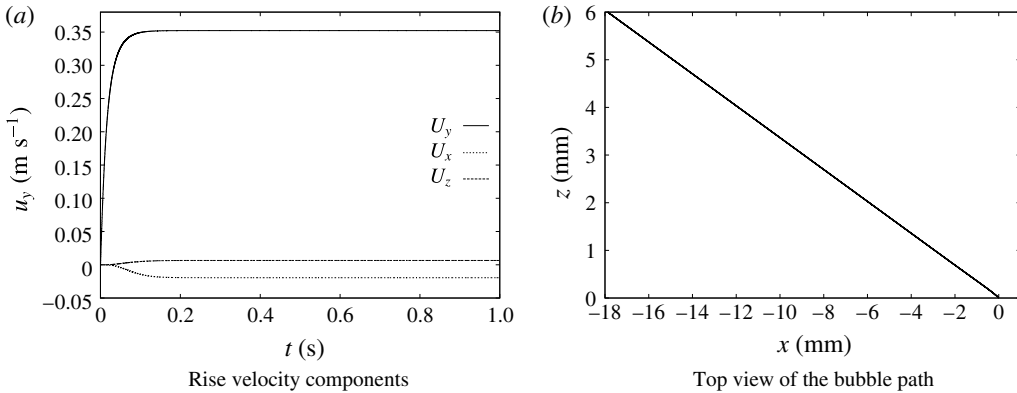 (a)
0.35
0.30
0.25
0.20
0.15
0.10
0.05
0
−0.05
u_y (m s⁻¹)
U_y
U_x
U_z
0 0.2 0.4 0.6 0.8 1.0
t (s)
Rise velocity components
(b)
6
5
4
3
2
1
0
z (mm)
−18 −16 −14 −12 −10 −8 −6 −4 −2 0
x (mm)
Top view of the bubble path